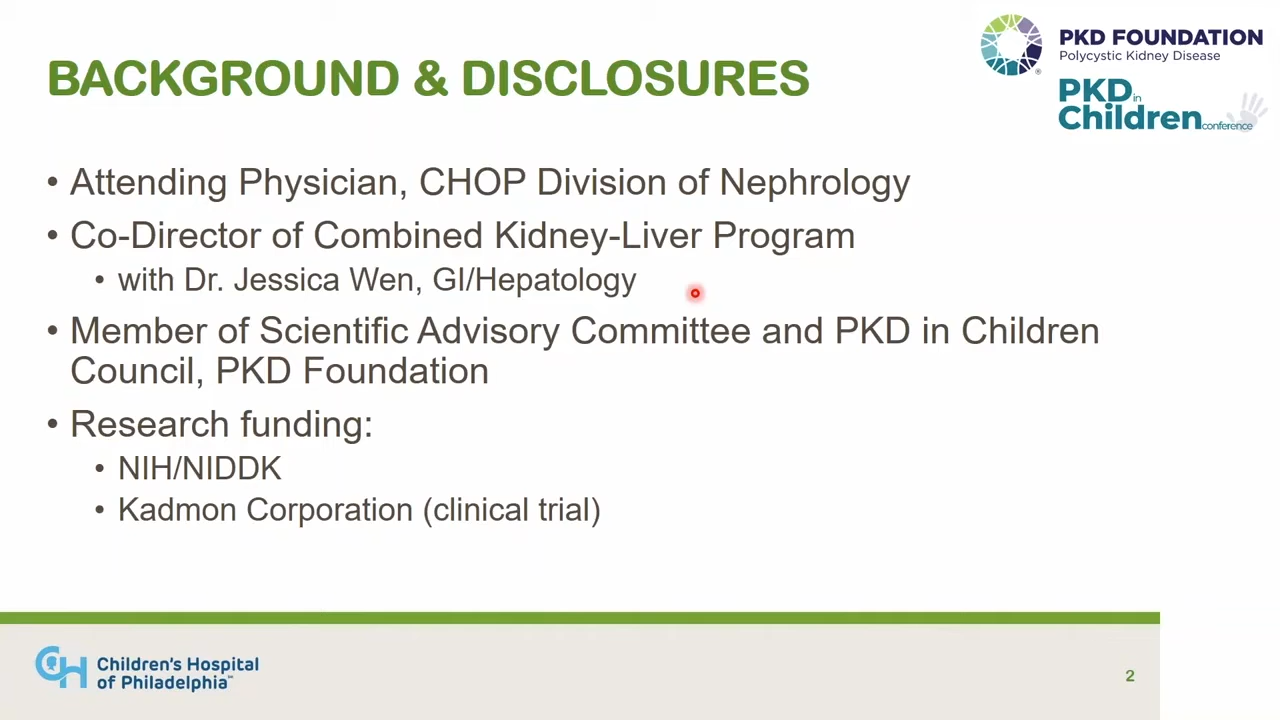 PKD FOUNDATION
Polycystic Kidney Disease
PKD in
Children conference
BACKGROUND & DISCLOSURES
• Attending Physician, CHOP Division of Nephrology
• Co-Director of Combined Kidney-Liver Program
• with Dr. Jessica Wen, GI/Hepatology
• Member of Scientific Advisory Committee and PKD in Children
Council, PKD Foundation
• Research funding:
• NIH/NIDDK
• Kadmon Corporation (clinical trial)
CH Children's Hospital
of Philadelphia™
2